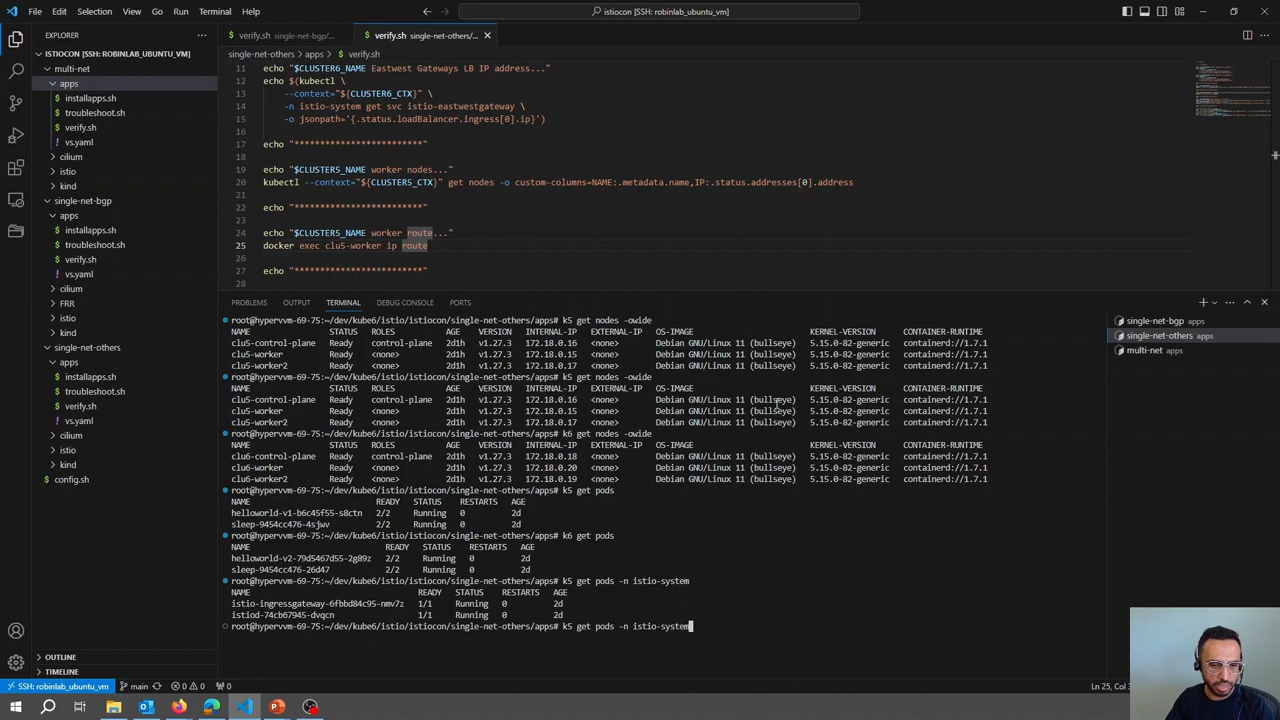 File Edit Selection View Go Run Terminal Help
istiocon [SSH: robinlab_ubuntu_vm]
EXPLORER
ISTIOCON [SSH: ROBINLAB_UBUNTU_VM]
multi-net
apps
installapps.sh
troubleshoot.sh
verify.sh
vs.yaml
cilium
istio
kind
single-net-bgp
apps
installapps.sh
troubleshoot.sh
verify.sh
vs.yaml
cilium
FRR
istio
kind
single-net-others
apps
installapps.sh
troubleshoot.sh
verify.sh
vs.yaml
cilium
istio
kind
config.sh
OUTLINE
TIMELINE
verify.sh single-net-bgp/...
verify.sh single-net-others/...
single-net-others > apps > verify.sh
11 echo "$CLUSTER6_NAME Eastwest Gateways LB IP address..."
12 echo $(kubectl \
13 --context="${CLUSTER6_CTX}" \
14 -n istio-system get svc istio-eastwestgateway \
15 -o jsonpath='{.status.loadBalancer.ingress[0].ip}')
16
17 echo "************************"
18
19 echo "$CLUSTER5_NAME worker nodes..."
20 kubectl --context="${CLUSTER5_CTX}" get nodes -o custom-columns=NAME:.metadata.name,IP:.status.addresses[0].address
21
22 echo "************************"
23
24 echo "$CLUSTER5_NAME worker route..."
25 docker exec clu5-worker ip route
26
27 echo "************************"
28
PROBLEMS OUTPUT TERMINAL DEBUG CONSOLE PORTS
root@hypervvm-69-75:~/dev/kube6/istio/istiocon/single-net-others/apps# k5 get nodes -owide
NAME STATUS ROLES AGE VERSION INTERNAL-IP EXTERNAL-IP OS-IMAGE KERNEL-VERSION CONTAINER-RUNTIME
clu5-control-plane Ready control-plane 2d1h v1.27.3 172.18.0.16 <none> Debian GNU/Linux 11 (bullseye) 5.15.0-82-generic containerd://1.7.1
clu5-worker Ready <none> 2d1h v1.27.3 172.18.0.15 <none> Debian GNU/Linux 11 (bullseye) 5.15.0-82-generic containerd://1.7.1
clu5-worker2 Ready <none> 2d1h v1.27.3 172.18.0.17 <none> Debian GNU/Linux 11 (bullseye) 5.15.0-82-generic containerd://1.7.1
root@hypervvm-69-75:~/dev/kube6/istio/istiocon/single-net-others/apps# k5 get nodes -owide
NAME STATUS ROLES AGE VERSION INTERNAL-IP EXTERNAL-IP OS-IMAGE KERNEL-VERSION CONTAINER-RUNTIME
clu5-control-plane Ready control-plane 2d1h v1.27.3 172.18.0.16 <none> Debian GNU/Linux 11 (bullseye) 5.15.0-82-generic containerd://1.7.1
clu5-worker Ready <none> 2d1h v1.27.3 172.18.0.15 <none> Debian GNU/Linux 11 (bullseye) 5.15.0-82-generic containerd://1.7.1
clu5-worker2 Ready <none> 2d1h v1.27.3 172.18.0.17 <none> Debian GNU/Linux 11 (bullseye) 5.15.0-82-generic containerd://1.7.1
root@hypervvm-69-75:~/dev/kube6/istio/istiocon/single-net-others/apps# k6 get nodes -owide
NAME STATUS ROLES AGE VERSION INTERNAL-IP EXTERNAL-IP OS-IMAGE KERNEL-VERSION CONTAINER-RUNTIME
clu6-control-plane Ready control-plane 2d1h v1.27.3 172.18.0.18 <none> Debian GNU/Linux 11 (bullseye) 5.15.0-82-generic containerd://1.7.1
clu6-worker Ready <none> 2d1h v1.27.3 172.18.0.20 <none> Debian GNU/Linux 11 (bullseye) 5.15.0-82-generic containerd://1.7.1
clu6-worker2 Ready <none> 2d1h v1.27.3 172.18.0.19 <none> Debian GNU/Linux 11 (bullseye) 5.15.0-82-generic containerd://1.7.1
root@hypervvm-69-75:~/dev/kube6/istio/istiocon/single-net-others/apps# k5 get pods
NAME READY STATUS RESTARTS AGE
helloworld-v1-b6c45f55-s8ctn 2/2 Running 0 2d
sleep-9454cc476-4sjwv 2/2 Running 0 2d
root@hypervvm-69-75:~/dev/kube6/istio/istiocon/single-net-others/apps# k6 get pods
NAME READY STATUS RESTARTS AGE
helloworld-v2-79d5467d55-2g89z 2/2 Running 0 2d
sleep-9454cc476-26d47 2/2 Running 0 2d
root@hypervvm-69-75:~/dev/kube6/istio/istiocon/single-net-others/apps# k5 get pods -n istio-system
NAME READY STATUS RESTARTS AGE
istio-ingressgateway-6fbbd84c95-nmv7z 1/1 Running 0 2d
istiod-74cb67945-dvqcn 1/1 Running 0 2d
root@hypervvm-69-75:~/dev/kube6/istio/istiocon/single-net-others/apps# k5 get pods -n istio-system
single-net-bgp apps
single-net-others apps
multi-net apps
SSH: robinlab_ubuntu_vm main 0 0 0
Ln 25, Col 3